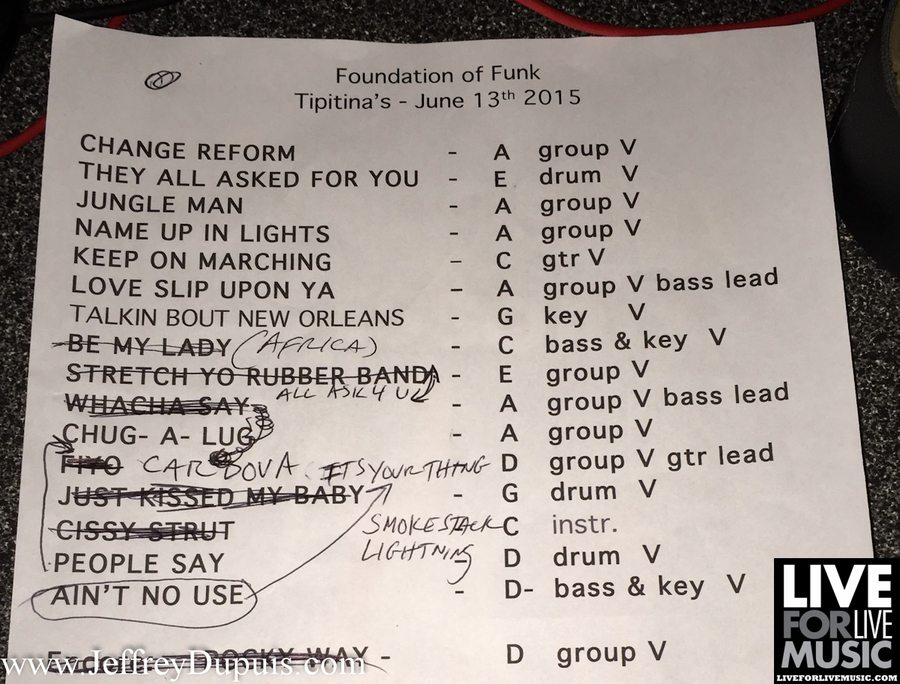 Foundation of Funk
Tipitina's - June 13th 2015
CHANGE REFORM - A group V
THEY ALL ASKED FOR YOU - E drum V
JUNGLE MAN - A group V
NAME UP IN LIGHTS - A group V
KEEP ON MARCHING - C gtr V
LOVE SLIP UPON YA - A group V bass lead
TALKIN BOUT NEW ORLEANS - G key V
BE MY LADY (AFRICA) - C bass & key V
STRETCH YO RUBBER BAND - E group V
ALL ASK 4 U
WHACHA SAY - A group V bass lead
CHUG- A- LUG - A group V
FIYO CARDOVA. ITS YOUR THING D group V gtr lead
JUST KISSED MY BABY - G drum V
CISSY STRUT SMOKESTACK C instr.
LIGHTNING
PEOPLE SAY - D drum V
AIN'T NO USE - D- bass & key V
ROCKY WAY - D group V
www.JeffreyDupuis.com
LIVE
FOR LIVE
MUSIC
LIVEFORLIVEMUSIC.COM